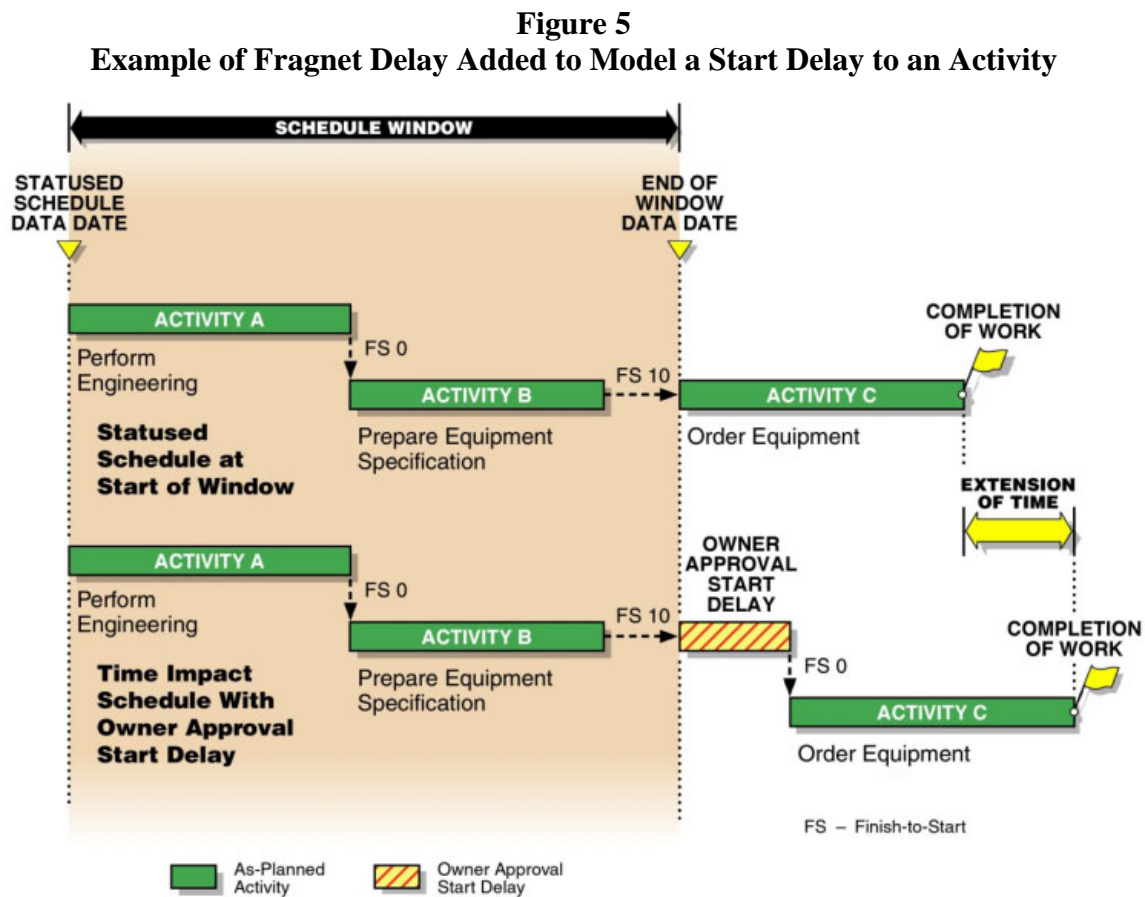 Figure 5
Example of Fragnet Delay Added to Model a Start Delay to an Activity
SCHEDULE WINDOW
STATUSED
SCHEDULE
DATA DATE
END OF
WINDOW
DATA DATE
ACTIVITY A
Perform
Engineering
FS 0
ACTIVITY B
Prepare Equipment
Specification
FS 10
ACTIVITY C
Order Equipment
COMPLETION
OF WORK
Statused
Schedule at
Start of Window
EXTENSION
OF TIME
ACTIVITY A
Perform
Engineering
FS 0
ACTIVITY B
Prepare Equipment
Specification
FS 10
OWNER
APPROVAL
START
DELAY
FS 0
ACTIVITY C
Order Equipment
COMPLETION
OF WORK
Time Impact
Schedule With
Owner Approval
Start Delay
FS – Finish-to-Start
As-Planned
Activity
Owner Approval
Start Delay